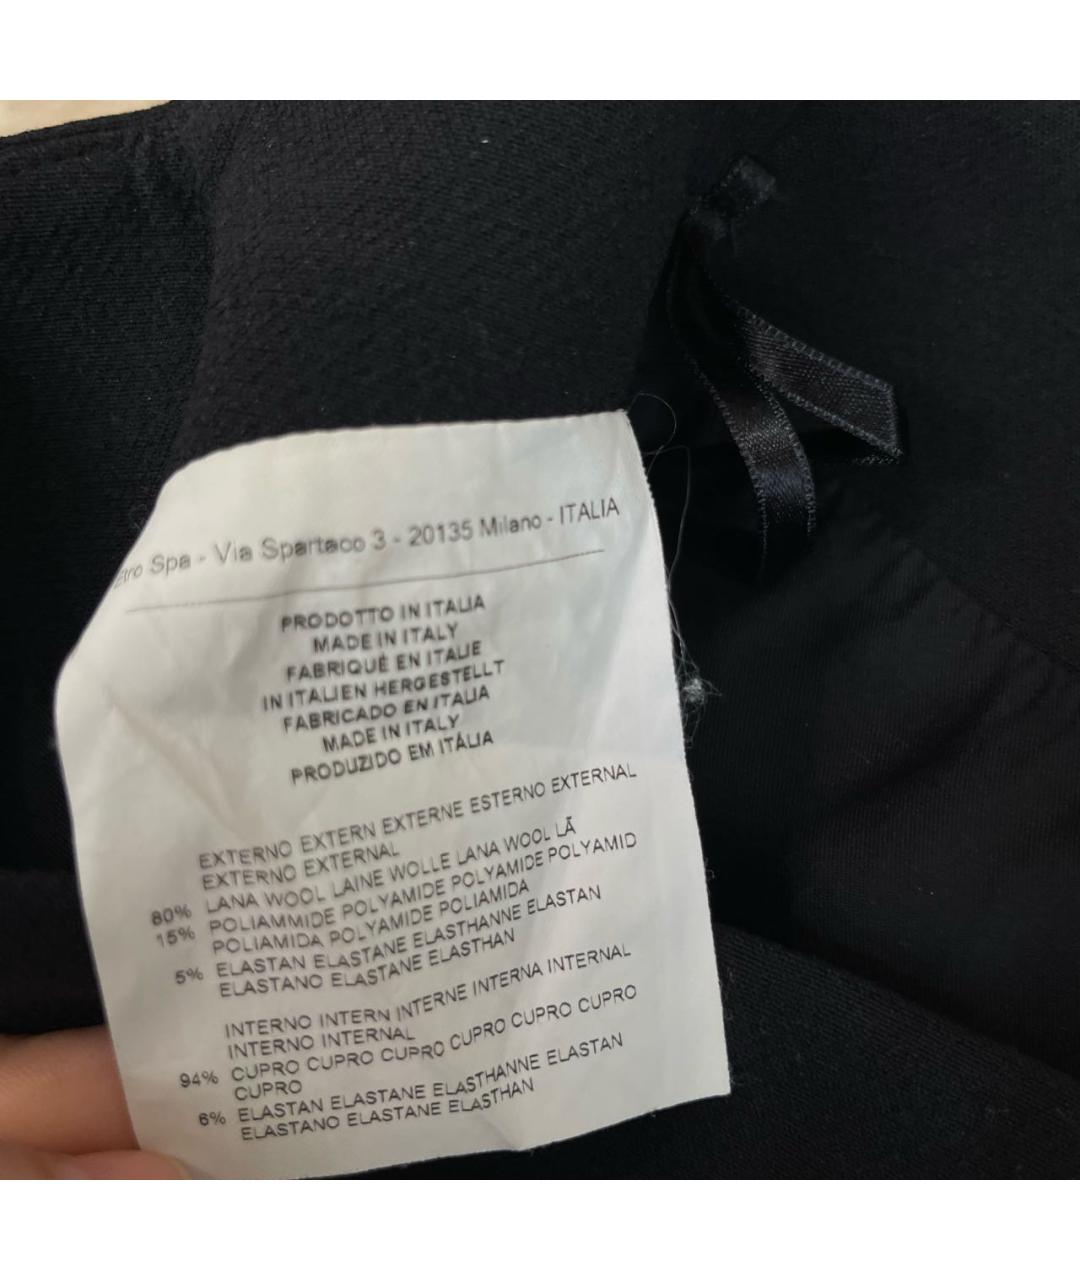 Etro Spa - Via Spartaco 3 - 20135 Milano - ITALIA
PRODOTTO IN ITALIA
MADE IN ITALY
FABRIQUÉ EN ITALIE
IN ITALIEN HERGESTELLT
FABRICADO EN ITALIA
MADE IN ITALY
PRODUZIDO EM ITÁLIA
EXTERNO EXTERN EXTERNE ESTERNO EXTERNAL
EXTERNO EXTERNAL
80% LANA WOOL LAINE WOLLE LANA WOOL LÃ
15% POLIAMMIDE POLYAMIDE POLYAMIDE POLYAMID
POLIAMIDA POLYAMIDE POLIAMIDA
5% ELASTAN ELASTANE ELASTHANNE ELASTAN
ELASTANO ELASTANE ELASTHAN
INTERNO INTERN INTERNE INTERNA INTERNAL
INTERNO INTERNAL
94% CUPRO CUPRO CUPRO CUPRO CUPRO CUPRO
CUPRO
6% ELASTAN ELASTANE ELASTHANNE ELASTAN
ELASTANO ELASTANE ELASTHAN